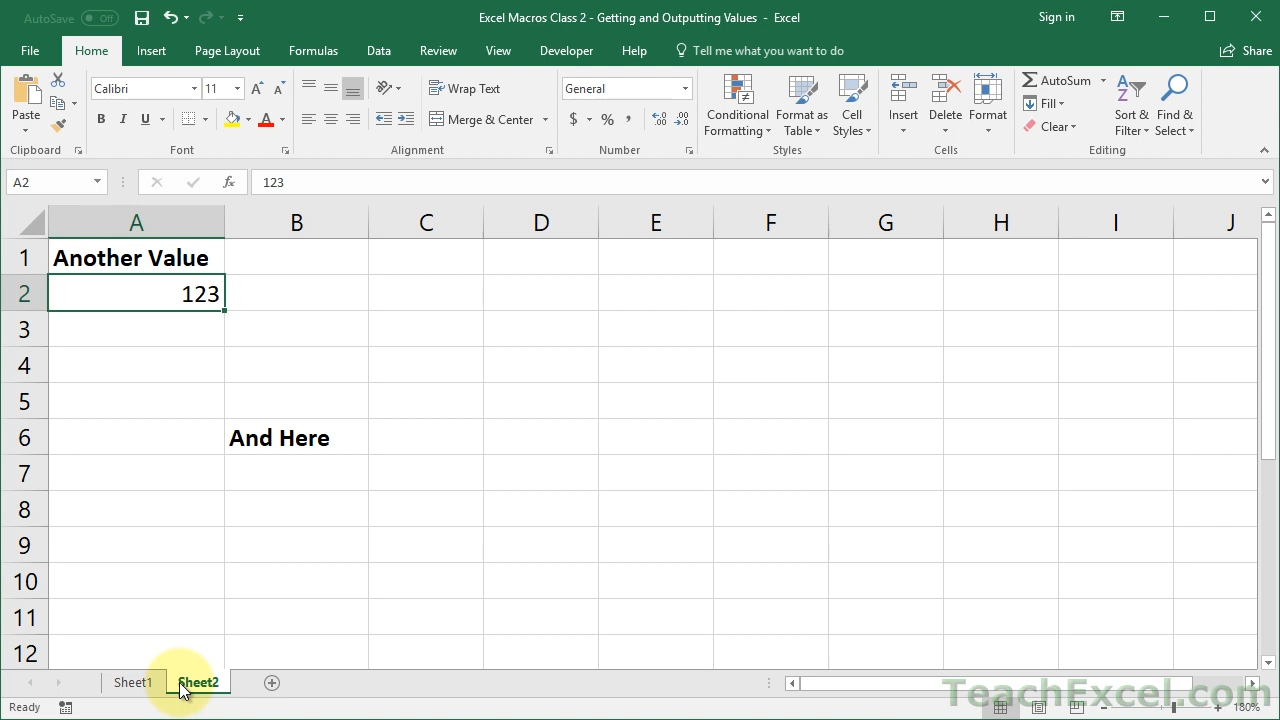 AutoSave Off
Excel Macros Class 2 - Getting and Outputting Values - Excel
Sign in
File Home Insert Page Layout Formulas Data Review View Developer Help Tell me what you want to do Share
Calibri 11
Wrap Text
General
AutoSum
Paste
B I U A
Merge & Center
$ % ,
Conditional Formatting
Format as Table
Cell Styles
Insert Delete Format
Fill
Clear
Sort & Filter
Find & Select
Clipboard Font Alignment Number Styles Cells Editing
A2 fx 123
A B C D E F G H I J
1 Another Value
2 123
3
4
5
6 And Here
7
8
9
10
11
12
Sheet1 Sheet2
TeachExcel.com
Ready
180%